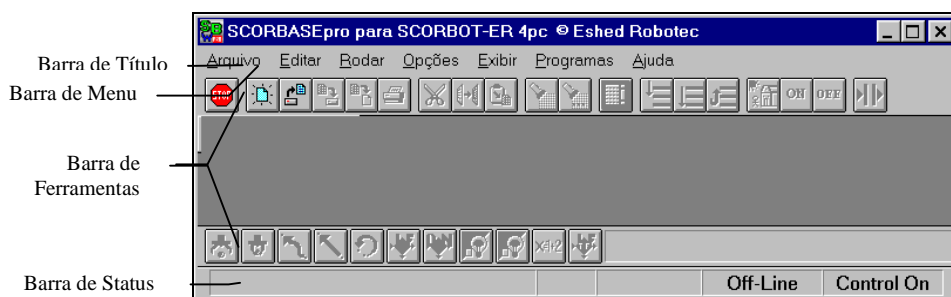 SCORBASEpro para SCORBOT-ER 4pc © Eshed Robotec
Barra de Título
Arquivo Editar Rodar Opções Exibir Programas Ajuda
Barra de Menu
STOP ON OFF
Barra de
Ferramentas
Barra de Status
Off-Line Control On